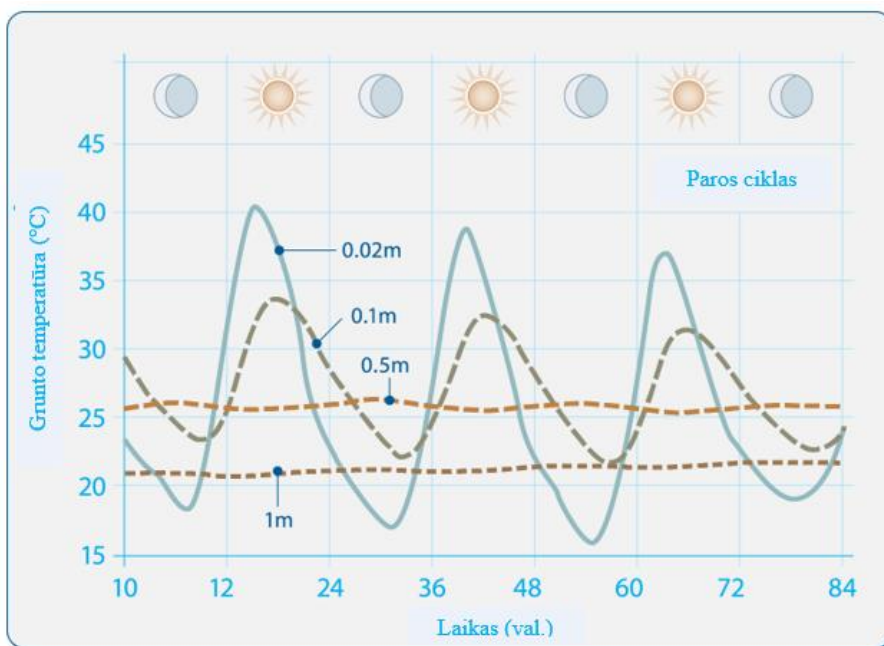 45
Paros ciklas
40
0.02m
35
0.1m
30
0.5m
25
20
1m
15
Grunto temperatūra (°C)
10 12 24 36 48 60 72 84
Laikas (val.)